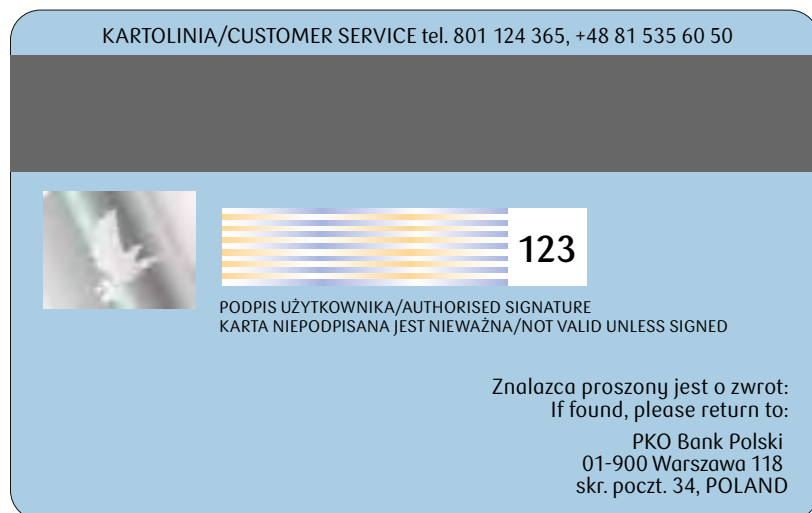 KARTOLINIA/CUSTOMER SERVICE tel. 801 124 365, +48 81 535 60 50
123
PODPIS UŻYTKOWNIKA/AUTHORISED SIGNATURE
KARTA NIEPODPISANA JEST NIEWAŻNA/NOT VALID UNLESS SIGNED
Znalazca proszony jest o zwrot:
If found, please return to:
PKO Bank Polski
01-900 Warszawa 118
skr. poczt. 34, POLAND